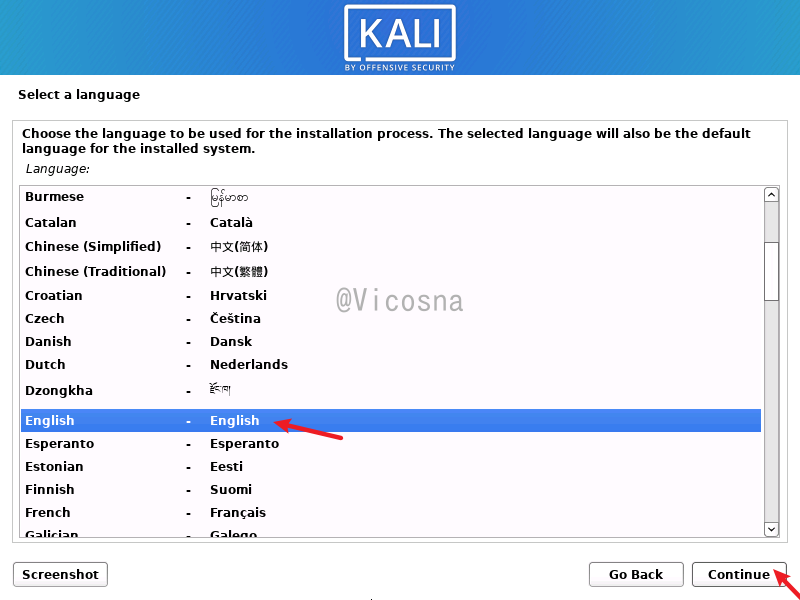 KALI
BY OFFENSIVE SECURITY
Select a language
Choose the language to be used for the installation process. The selected language will also be the default
language for the installed system.
Language:
Burmese - မြန်မာစာ
Catalan - Català
Chinese (Simplified) - 中文(简体)
Chinese (Traditional) - 中文(繁體)
Croatian - Hrvatski
@Vicosna
Czech - Čeština
Danish - Dansk
Dutch - Nederlands
Dzongkha - རྫོང་ཁ།
English - English
Esperanto - Esperanto
Estonian - Eesti
Finnish - Suomi
French - Français
Galician - Galego
Screenshot
Go Back
Continue